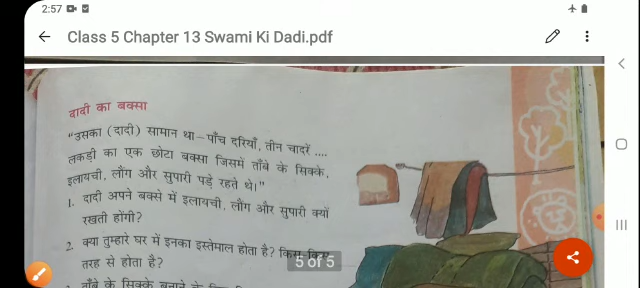 2:57
Class 5 Chapter 13 Swami Ki Dadi.pdf
दादी का बक्सा
"उसका (दादी) सामान था–पाँच दरियाँ, तीन चादरें ....
लकड़ी का एक छोटा बक्सा जिसमें ताँबे के सिक्के,
इलायची, लौंग और सुपारी पड़े रहते थे।"
1. दादी अपने बक्से में इलायची, लौंग और सुपारी क्यों
रखती होंगी?
2. क्या तुम्हारे घर में इनका इस्तेमाल होता है? किस-किस
तरह से होता है?
5 of 5
ताँबे के सिक्के बनाने के